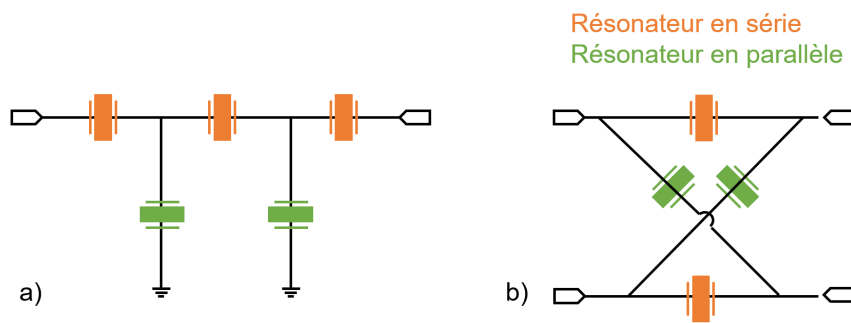 Résonateur en série
Résonateur en parallèle
a)
b)